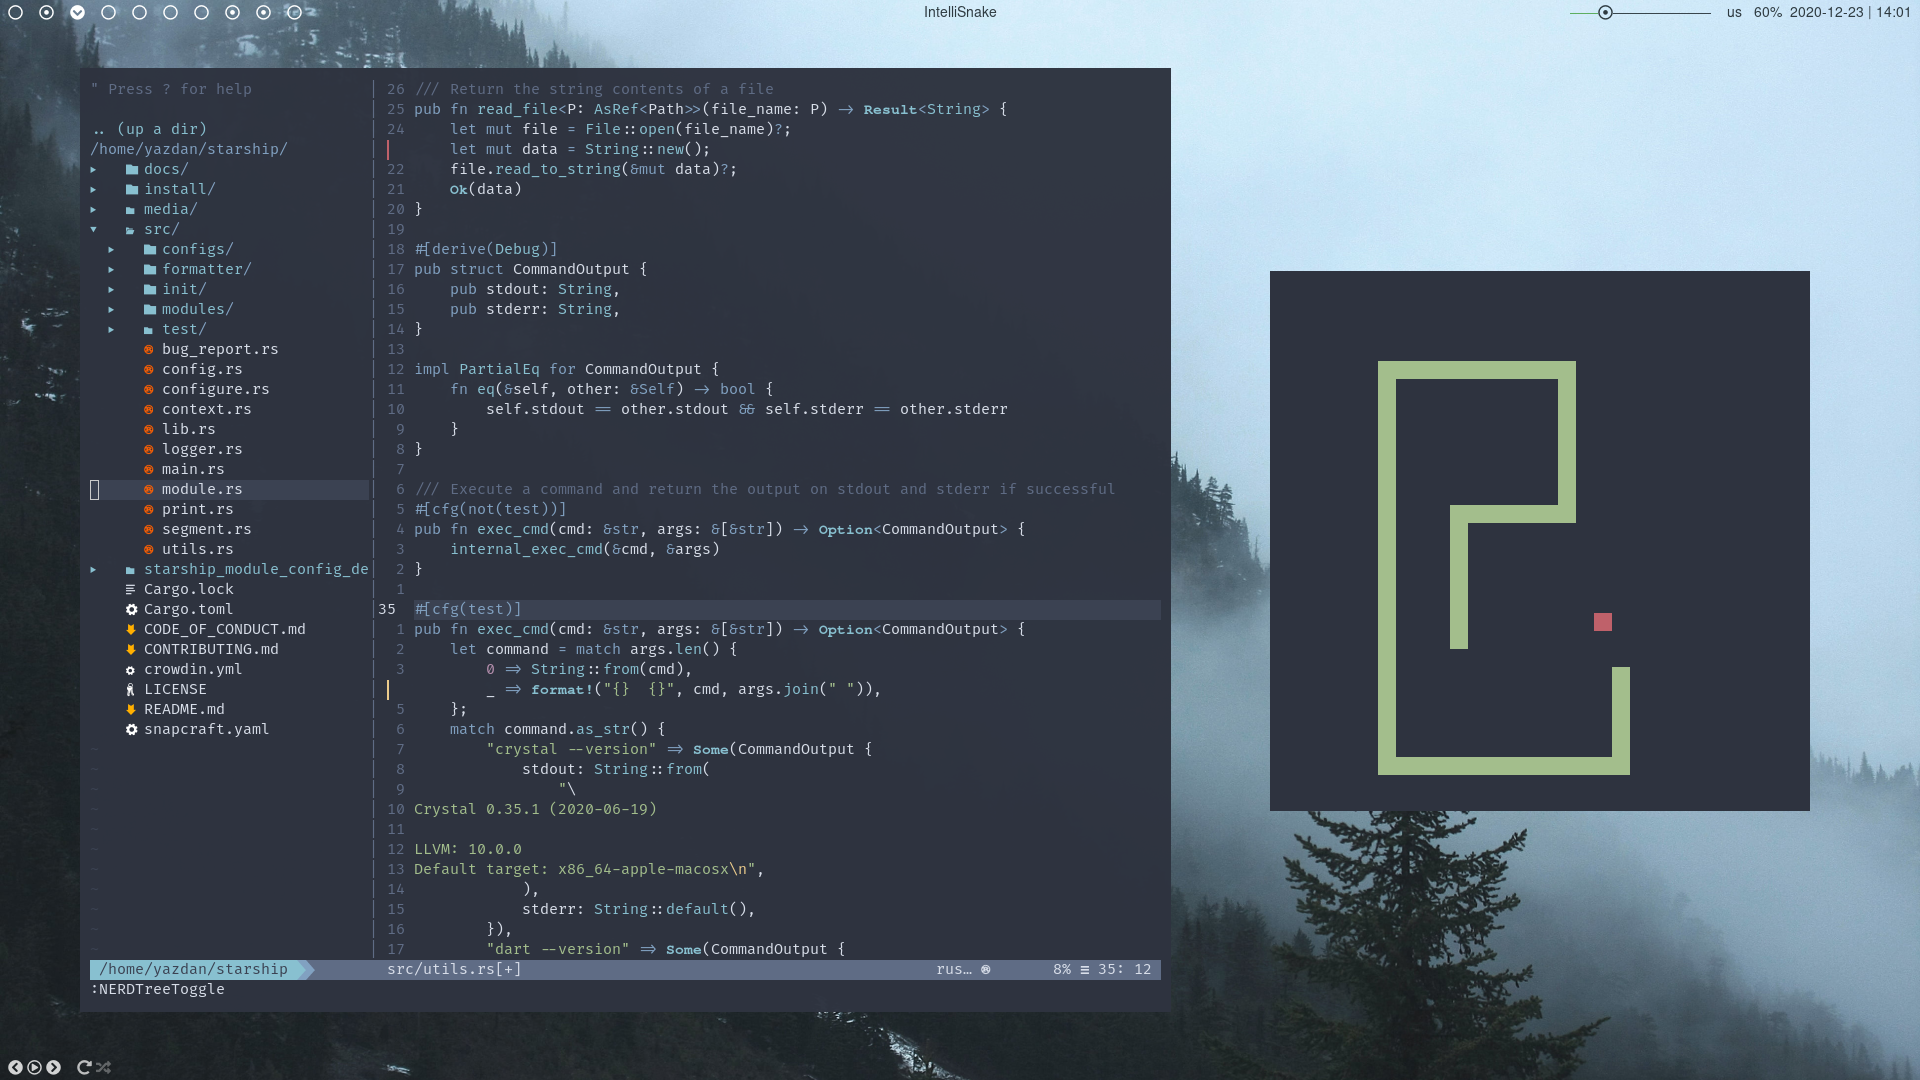 IntelliSnake
us 60% 2020-12-23 | 14:01
" Press ? for help
.. (up a dir)
/home/yazdan/starship/
▸ docs/
▸ install/
▸ media/
▾ src/
▸ configs/
▸ formatter/
▸ init/
▸ modules/
▸ test/
bug_report.rs
config.rs
configure.rs
context.rs
lib.rs
logger.rs
main.rs
module.rs
print.rs
segment.rs
utils.rs
▸ starship_module_config_de
Cargo.lock
Cargo.toml
CODE_OF_CONDUCT.md
CONTRIBUTING.md
crowdin.yml
LICENSE
README.md
snapcraft.yaml
26 /// Return the string contents of a file
25 pub fn read_file<P: AsRef<Path>>(file_name: P) -> Result<String> {
24     let mut file = File::open(file_name)?;
    let mut data = String::new();
22     file.read_to_string(&mut data)?;
21     Ok(data)
20 }
19
18 #[derive(Debug)]
17 pub struct CommandOutput {
16     pub stdout: String,
15     pub stderr: String,
14 }
13
12 impl PartialEq for CommandOutput {
11     fn eq(&self, other: &Self) -> bool {
10         self.stdout == other.stdout && self.stderr == other.stderr
9     }
8 }
7
6 /// Execute a command and return the output on stdout and stderr if successful
5 #[cfg(not(test))]
4 pub fn exec_cmd(cmd: &str, args: &[&str]) -> Option<CommandOutput> {
3     internal_exec_cmd(&cmd, &args)
2 }
1
35 #[cfg(test)]
1 pub fn exec_cmd(cmd: &str, args: &[&str]) -> Option<CommandOutput> {
2     let command = match args.len() {
3         0 => String::from(cmd),
        _ => format!("{}  {}", cmd, args.join(" ")),
5     };
6     match command.as_str() {
7         "crystal --version" => Some(CommandOutput {
8             stdout: String::from(
9                 "\
10 Crystal 0.35.1 (2020-06-19)
11
12 LLVM: 10.0.0
13 Default target: x86_64-apple-macosx\n",
14             ),
15             stderr: String::default(),
16         }),
17         "dart --version" => Some(CommandOutput {
/home/yazdan/starship src/utils.rs[+] rus… 8% ≡ 35: 12
:NERDTreeToggle